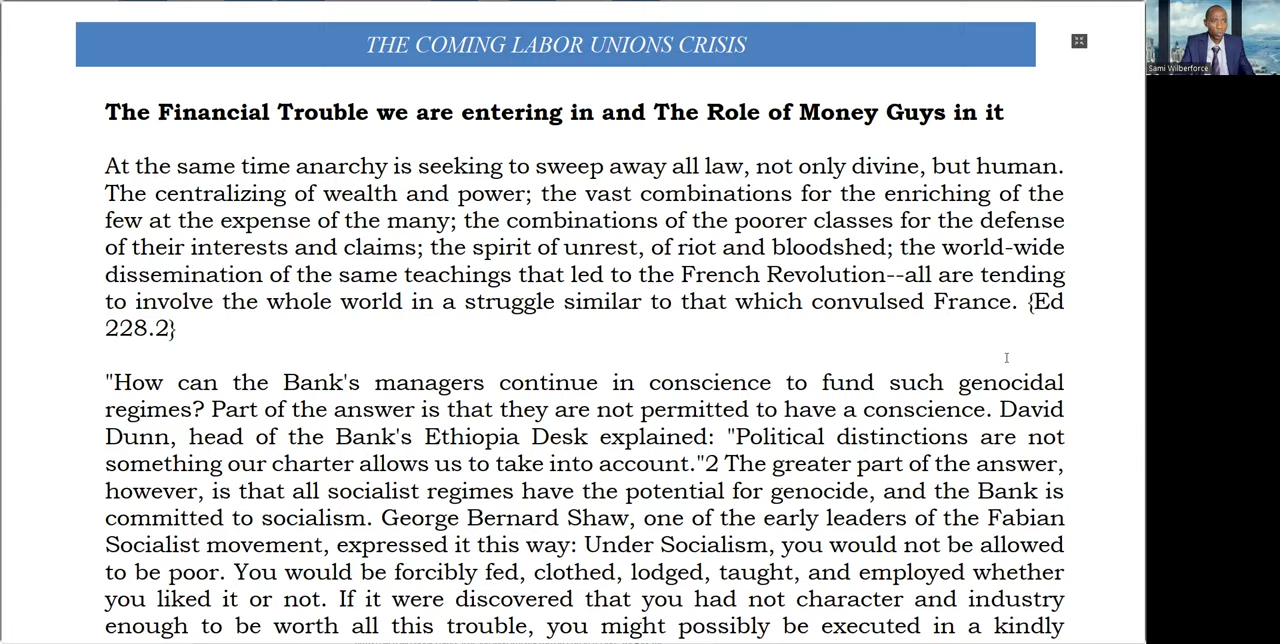 THE COMING LABOR UNIONS CRISIS
Sami Wilberforce
The Financial Trouble we are entering in and The Role of Money Guys in it
At the same time anarchy is seeking to sweep away all law, not only divine, but human.
The centralizing of wealth and power; the vast combinations for the enriching of the
few at the expense of the many; the combinations of the poorer classes for the defense
of their interests and claims; the spirit of unrest, of riot and bloodshed; the world-wide
dissemination of the same teachings that led to the French Revolution--all are tending
to involve the whole world in a struggle similar to that which convulsed France. {Ed
228.2}
"How can the Bank's managers continue in conscience to fund such genocidal
regimes? Part of the answer is that they are not permitted to have a conscience. David
Dunn, head of the Bank's Ethiopia Desk explained: "Political distinctions are not
something our charter allows us to take into account."2 The greater part of the answer,
however, is that all socialist regimes have the potential for genocide, and the Bank is
committed to socialism. George Bernard Shaw, one of the early leaders of the Fabian
Socialist movement, expressed it this way: Under Socialism, you would not be allowed
to be poor. You would be forcibly fed, clothed, lodged, taught, and employed whether
you liked it or not. If it were discovered that you had not character and industry
enough to be worth all this trouble, you might possibly be executed in a kindly